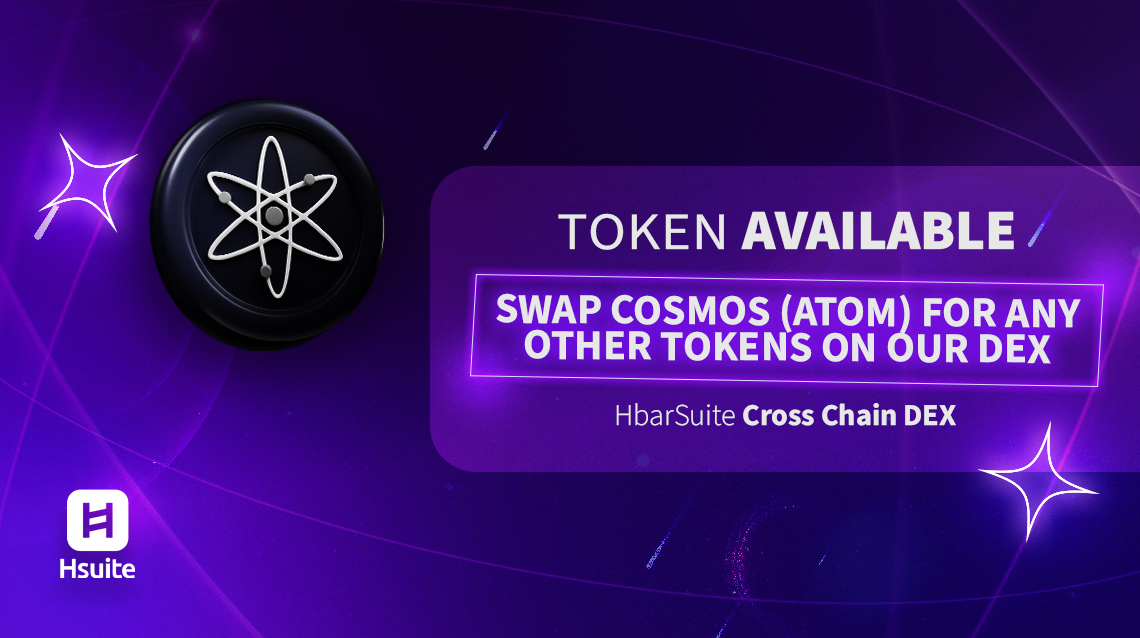 TOKEN AVAILABLE
SWAP COSMOS (ATOM) FOR ANY
OTHER TOKENS ON OUR DEX
HbarSuite Cross Chain DEX
Hsuite